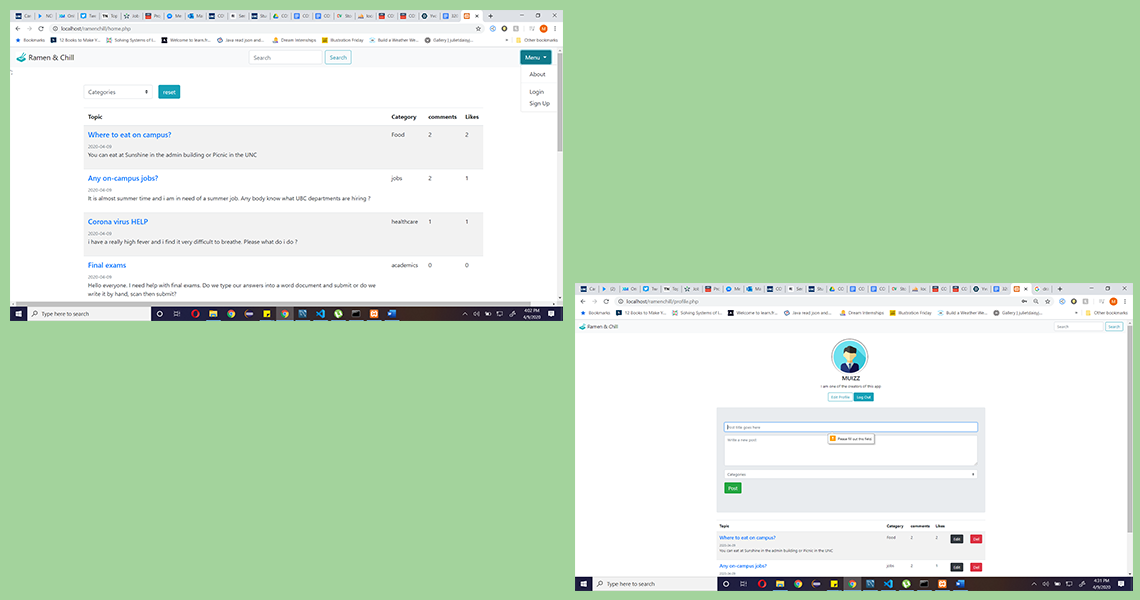 localhost/ramenchill/home.php
Bookmarks 12 Books to Make Y... Solving Systems of L... Welcome to learn.fr... Java read json and... Dream Internships Illustration Friday Build a Weather We... Gallery | julietdaisy,... Other bookmarks
Ramen & Chill Search Search Menu
About
Login
Sign Up
Categories reset
Topic Category comments Likes
Where to eat on campus? Food 2 2
2020-04-09
You can eat at Sunshine in the admin building or Picnic in the UNC
Any on-campus jobs? jobs 2 1
2020-04-09
It is almost summer time and i am in need of a summer job. Any body know what UBC departments are hiring ?
Corona virus HELP healthcare 1 1
2020-04-09
i have a really high fever and i find it very difficult to breathe. Please what do i do ?
Final exams academics 0 0
2020-04-09
Hello everyone. I need help with final exams. Do we type our answers into a word document and submit or do we
write it by hand, scan then submit?
Type here to search 4:02 PM
4/9/2020
localhost/ramenchill/profile.php
Bookmarks 12 Books to Make Y... Solving Systems of L... Welcome to learn.fr... Java read json and... Dream Internships Illustration Friday Build a Weather We... Other bookmarks
Ramen & Chill Search Search
MUIZZ
I am one of the creators of this app
Edit Profile Log Out
Post title goes here
Write a new post
Please fill out this field.
Categories
Post
Topic Category comments Likes
Where to eat on campus? Food 2 2 Edit Del
2020-04-09
You can eat at Sunshine in the admin building or Picnic in the UNC
Any on-campus jobs? jobs 2 1 Edit Del
2020-04-09
Type here to search 4:31 PM
4/9/2020